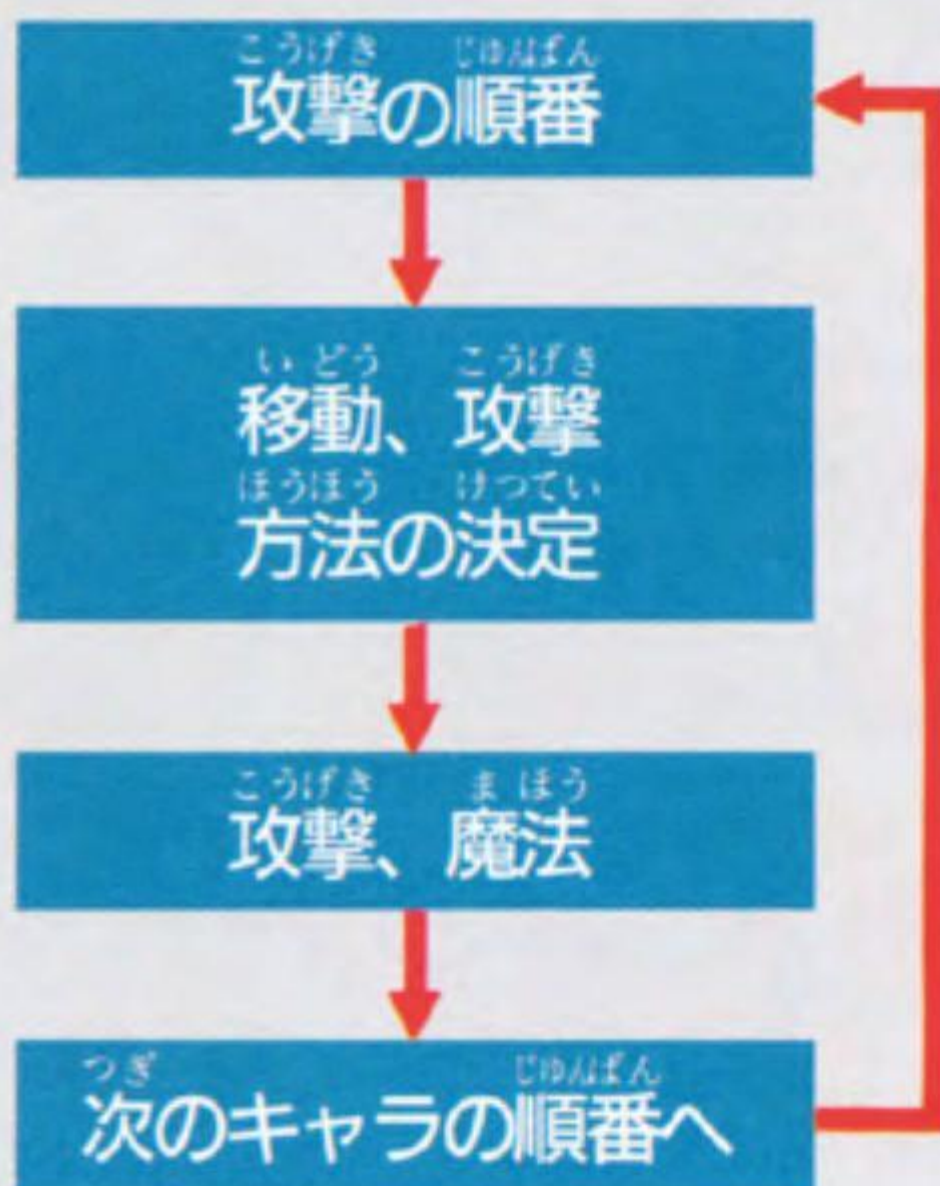 こうげき じゅんばん
攻撃の順番
いどう こうげき
移動、攻撃
ほうほう けってい
方法の決定
こうげき まほう
攻撃、魔法
つぎ じゅんばん
次のキャラの順番へ